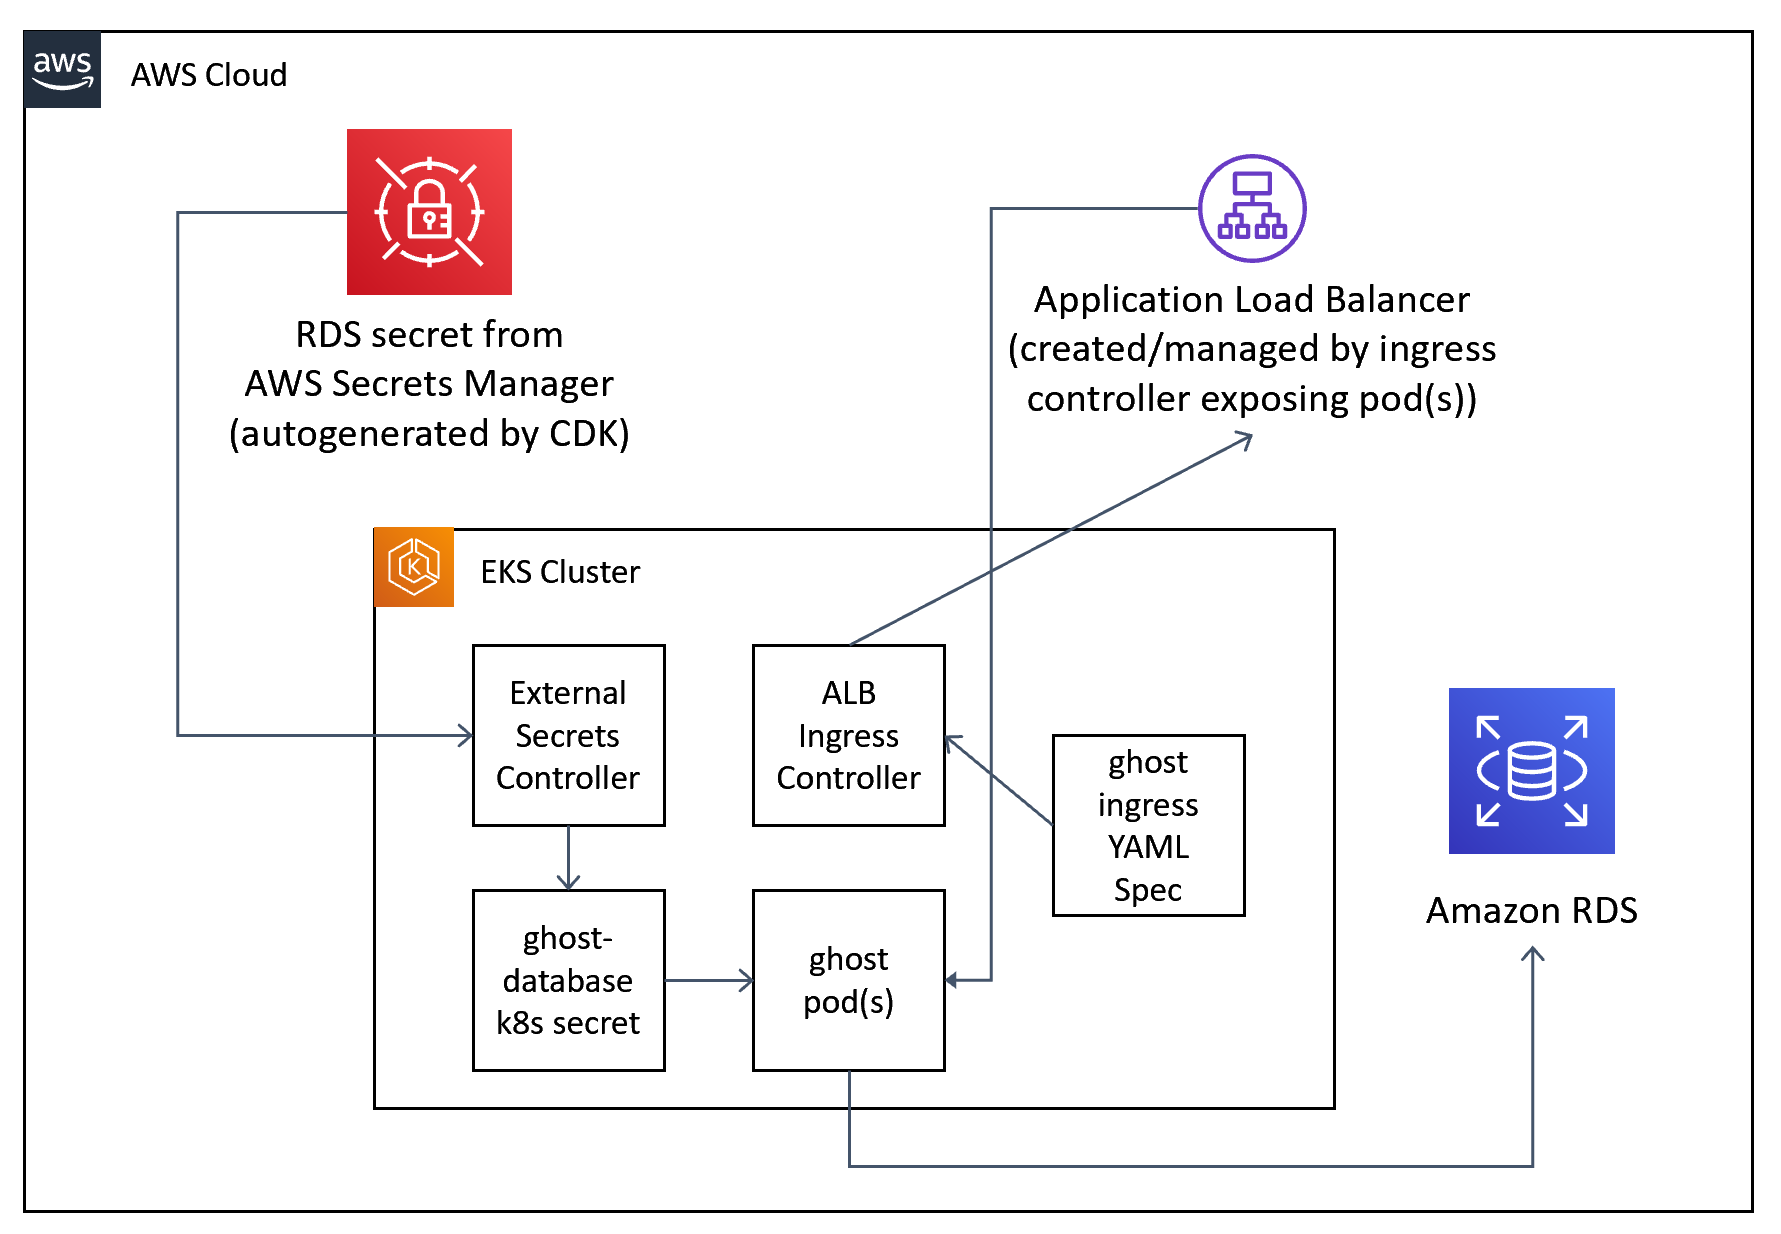 aws
AWS Cloud
RDS secret from
AWS Secrets Manager
(autogenerated by CDK)
Application Load Balancer
(created/managed by ingress
controller exposing pod(s))
K
EKS Cluster
External
Secrets
Controller
ALB
Ingress
Controller
ghost
ingress
YAML
Spec
ghost-
database
k8s secret
ghost
pod(s)
Amazon RDS